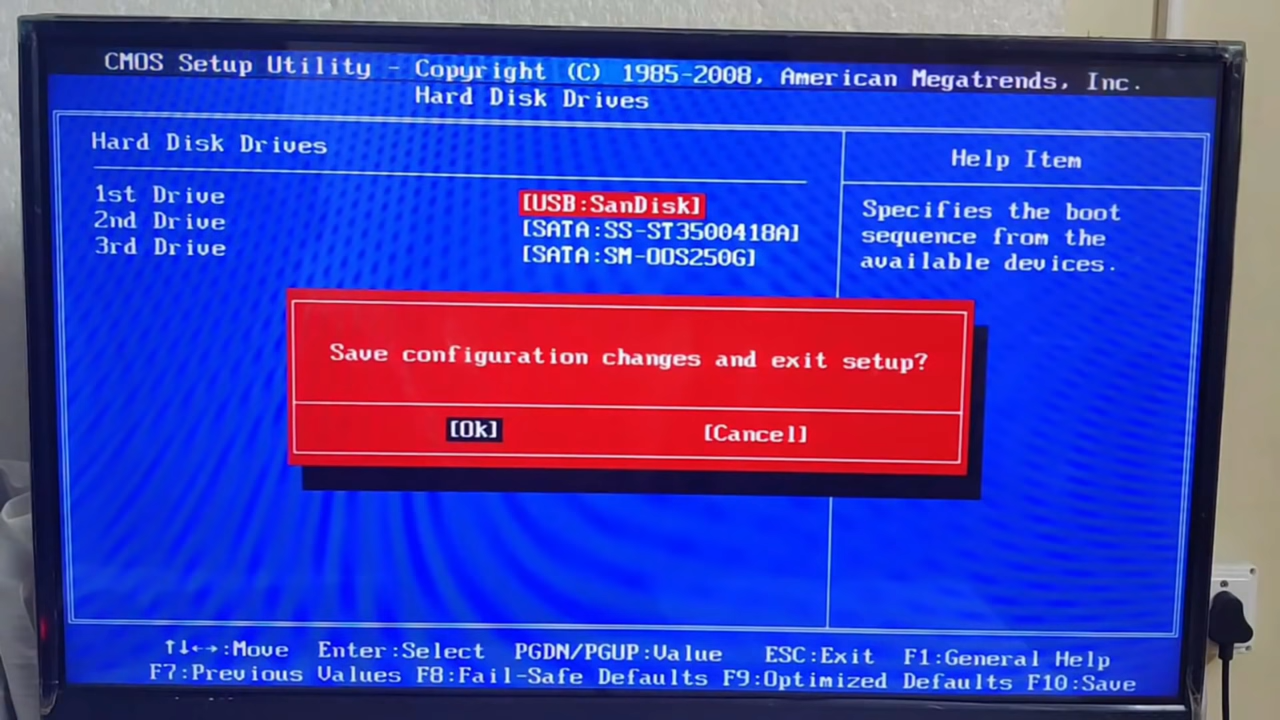 CMOS Setup Utility - Copyright (C) 1985-2008, American Megatrends, Inc.
Hard Disk Drives
Hard Disk Drives
Help Item
1st Drive [USB:SanDisk]
2nd Drive [SATA:SS-ST3500418A]
3rd Drive [SATA:SM-OOS250G]
Specifies the boot
sequence from the
available devices.
Save configuration changes and exit setup?
[Ok] [Cancel]
↑↓←→:Move Enter:Select PGDN/PGUP:Value ESC:Exit F1:General Help
F7:Previous Values F8:Fail-Safe Defaults F9:Optimized Defaults F10:Save